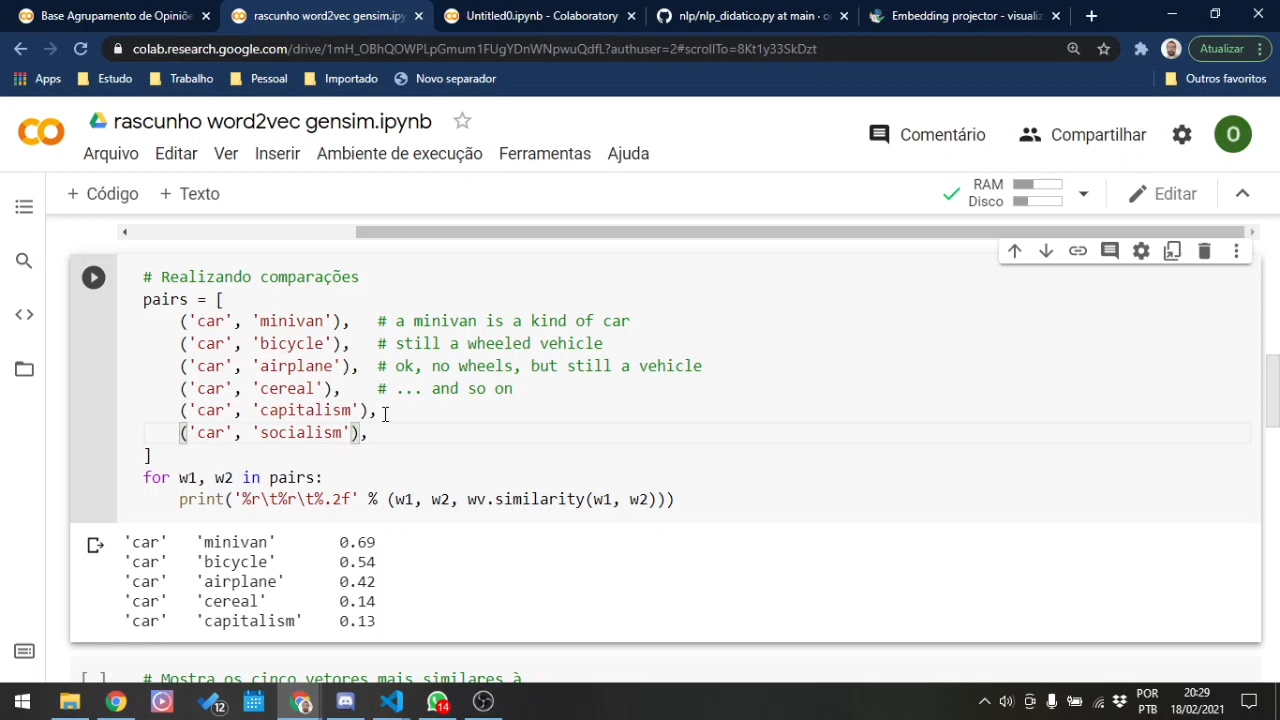 Base Agrupamento de Opiniõe
rascunho word2vec gensim.ipy
Untitled0.ipynb - Colaboratory
nlp/nlp_didatico.py at main · o
Embedding projector - visualiz
colab.research.google.com/drive/1mH_OBhQOWPLpGmum1FUgYDnWNpwuQdfL?authuser=2#scrollTo=8Kt1y33SkDzt
Atualizar
Apps
Estudo
Trabalho
Pessoal
Importado
Novo separador
Outros favoritos
rascunho word2vec gensim.ipynb
Comentário
Compartilhar
O
Arquivo Editar Ver Inserir Ambiente de execução Ferramentas Ajuda
+ Código + Texto
RAM
Disco
Editar
# Realizando comparações
pairs = [
('car', 'minivan'), # a minivan is a kind of car
('car', 'bicycle'), # still a wheeled vehicle
('car', 'airplane'), # ok, no wheels, but still a vehicle
('car', 'cereal'), # ... and so on
('car', 'capitalism'),
('car', 'socialism'),
]
for w1, w2 in pairs:
print('%r\t%r\t%.2f' % (w1, w2, wv.similarity(w1, w2)))
'car' 'minivan' 0.69
'car' 'bicycle' 0.54
'car' 'airplane' 0.42
'car' 'cereal' 0.14
'car' 'capitalism' 0.13
[ ] # Mostra os cinco vetores mais similares à
12
14
POR
PTB
20:29
18/02/2021